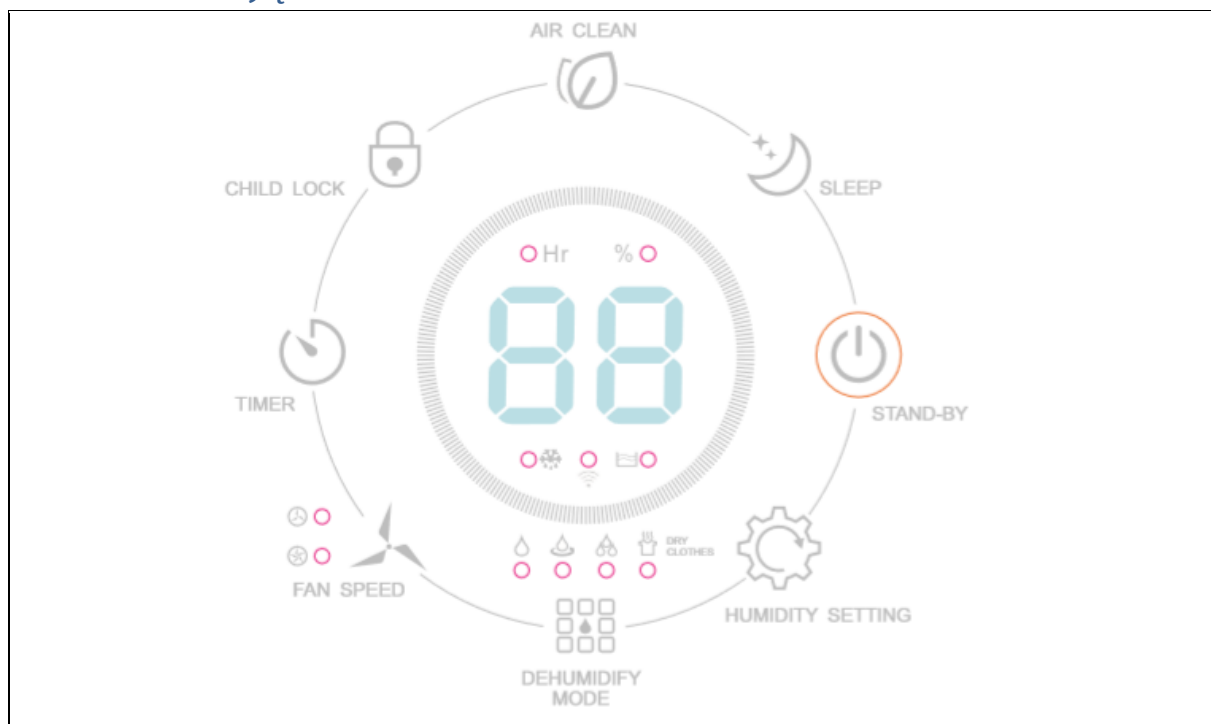 AIR CLEAN
CHILD LOCK
SLEEP
Hr %
88
TIMER
STAND-BY
DRY
CLOTHES
FAN SPEED
HUMIDITY SETTING
DEHUMIDIFY
MODE